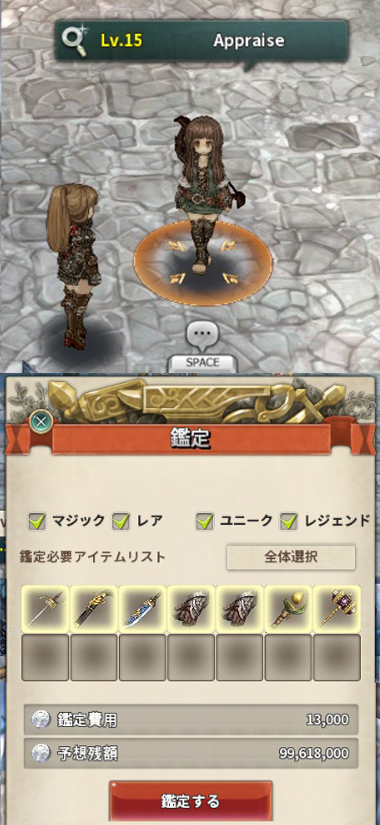 Lv.15 Appraise
SPACE
鑑定
マジック レア ユニーク レジェンド
鑑定必要アイテムリスト 全体選択
鑑定費用 13,000
予想残額 99,618,000
鑑定する